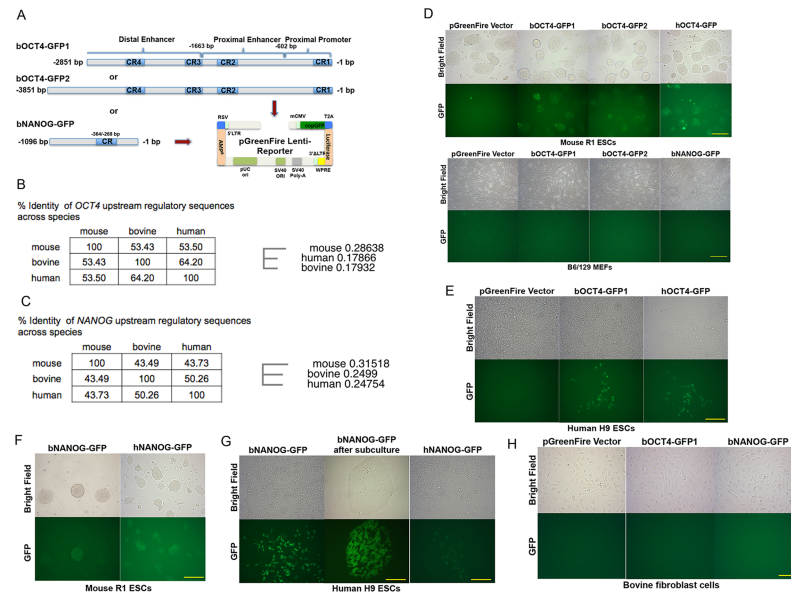 A
Distal Enhancer
-1663 bp
Proximal Enhancer
-602 bp
Proximal Promoter
bOCT4-GFP1
-2851 bp
CR4
CR3
CR2
CR1
-1 bp
bOCT4-GFP2
or
-3851 bp
CR4
CR3
CR2
CR1
-1 bp
or
bNANOG-GFP
-1096 bp
-364/-268 bp
CR
-1 bp
RSV
mCMV
T2A
5'LTR
copGFP
pGreenFire Lenti-
Reporter
Luciferase
AMPR
3'ΔLTR
pUC
ori
SV40
ORI
SV40
Poly-A
WPRE
B
% Identity of OCT4 upstream regulatory sequences
across species
mouse bovine human
mouse 100 53.43 53.50
bovine 53.43 100 64.20
human 53.50 64.20 100
mouse 0.28638
human 0.17866
bovine 0.17932
C
% Identity of NANOG upstream regulatory sequences
across species
mouse bovine human
mouse 100 43.49 43.73
bovine 43.49 100 50.26
human 43.73 50.26 100
mouse 0.31518
bovine 0.2499
human 0.24754
D
pGreenFire Vector bOCT4-GFP1 bOCT4-GFP2 hOCT4-GFP
Bright Field
GFP
Mouse R1 ESCs
pGreenFire Vector bOCT4-GFP1 bOCT4-GFP2 bNANOG-GFP
Bright Field
GFP
B6/129 MEFs
E
pGreenFire Vector bOCT4-GFP1 hOCT4-GFP
Bright Field
GFP
Human H9 ESCs
F
bNANOG-GFP hNANOG-GFP
Bright Field
GFP
Mouse R1 ESCs
G
bNANOG-GFP
bNANOG-GFP
after subculture
hNANOG-GFP
Bright Field
GFP
Human H9 ESCs
H
pGreenFire Vector bOCT4-GFP1 bNANOG-GFP
Bright Field
GFP
Bovine fibroblast cells